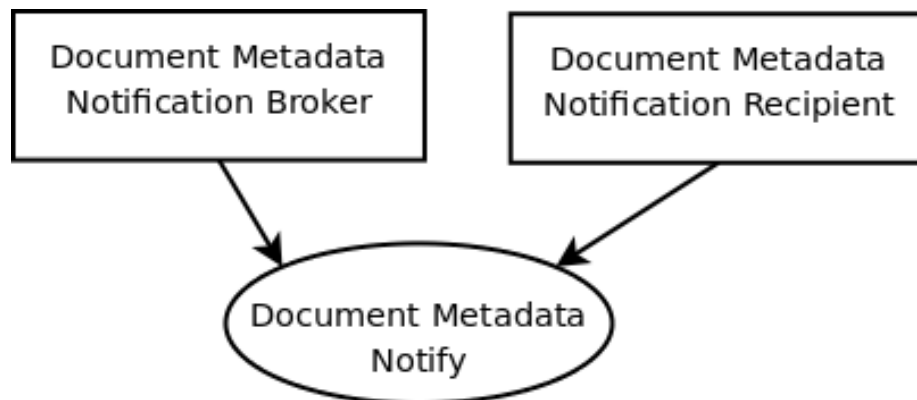 Document Metadata
Notification Broker
Document Metadata
Notification Recipient
Document Metadata
Notify